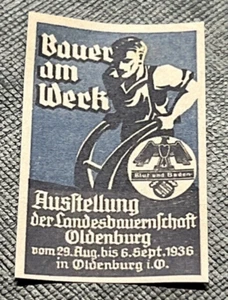 Bauer
am
Werk
Blut und Boden
Ausstellung
der Landesbauernschaft
Oldenburg
vom 29. Aug. bis 6. Sept. 1936
in Oldenburg i.O.